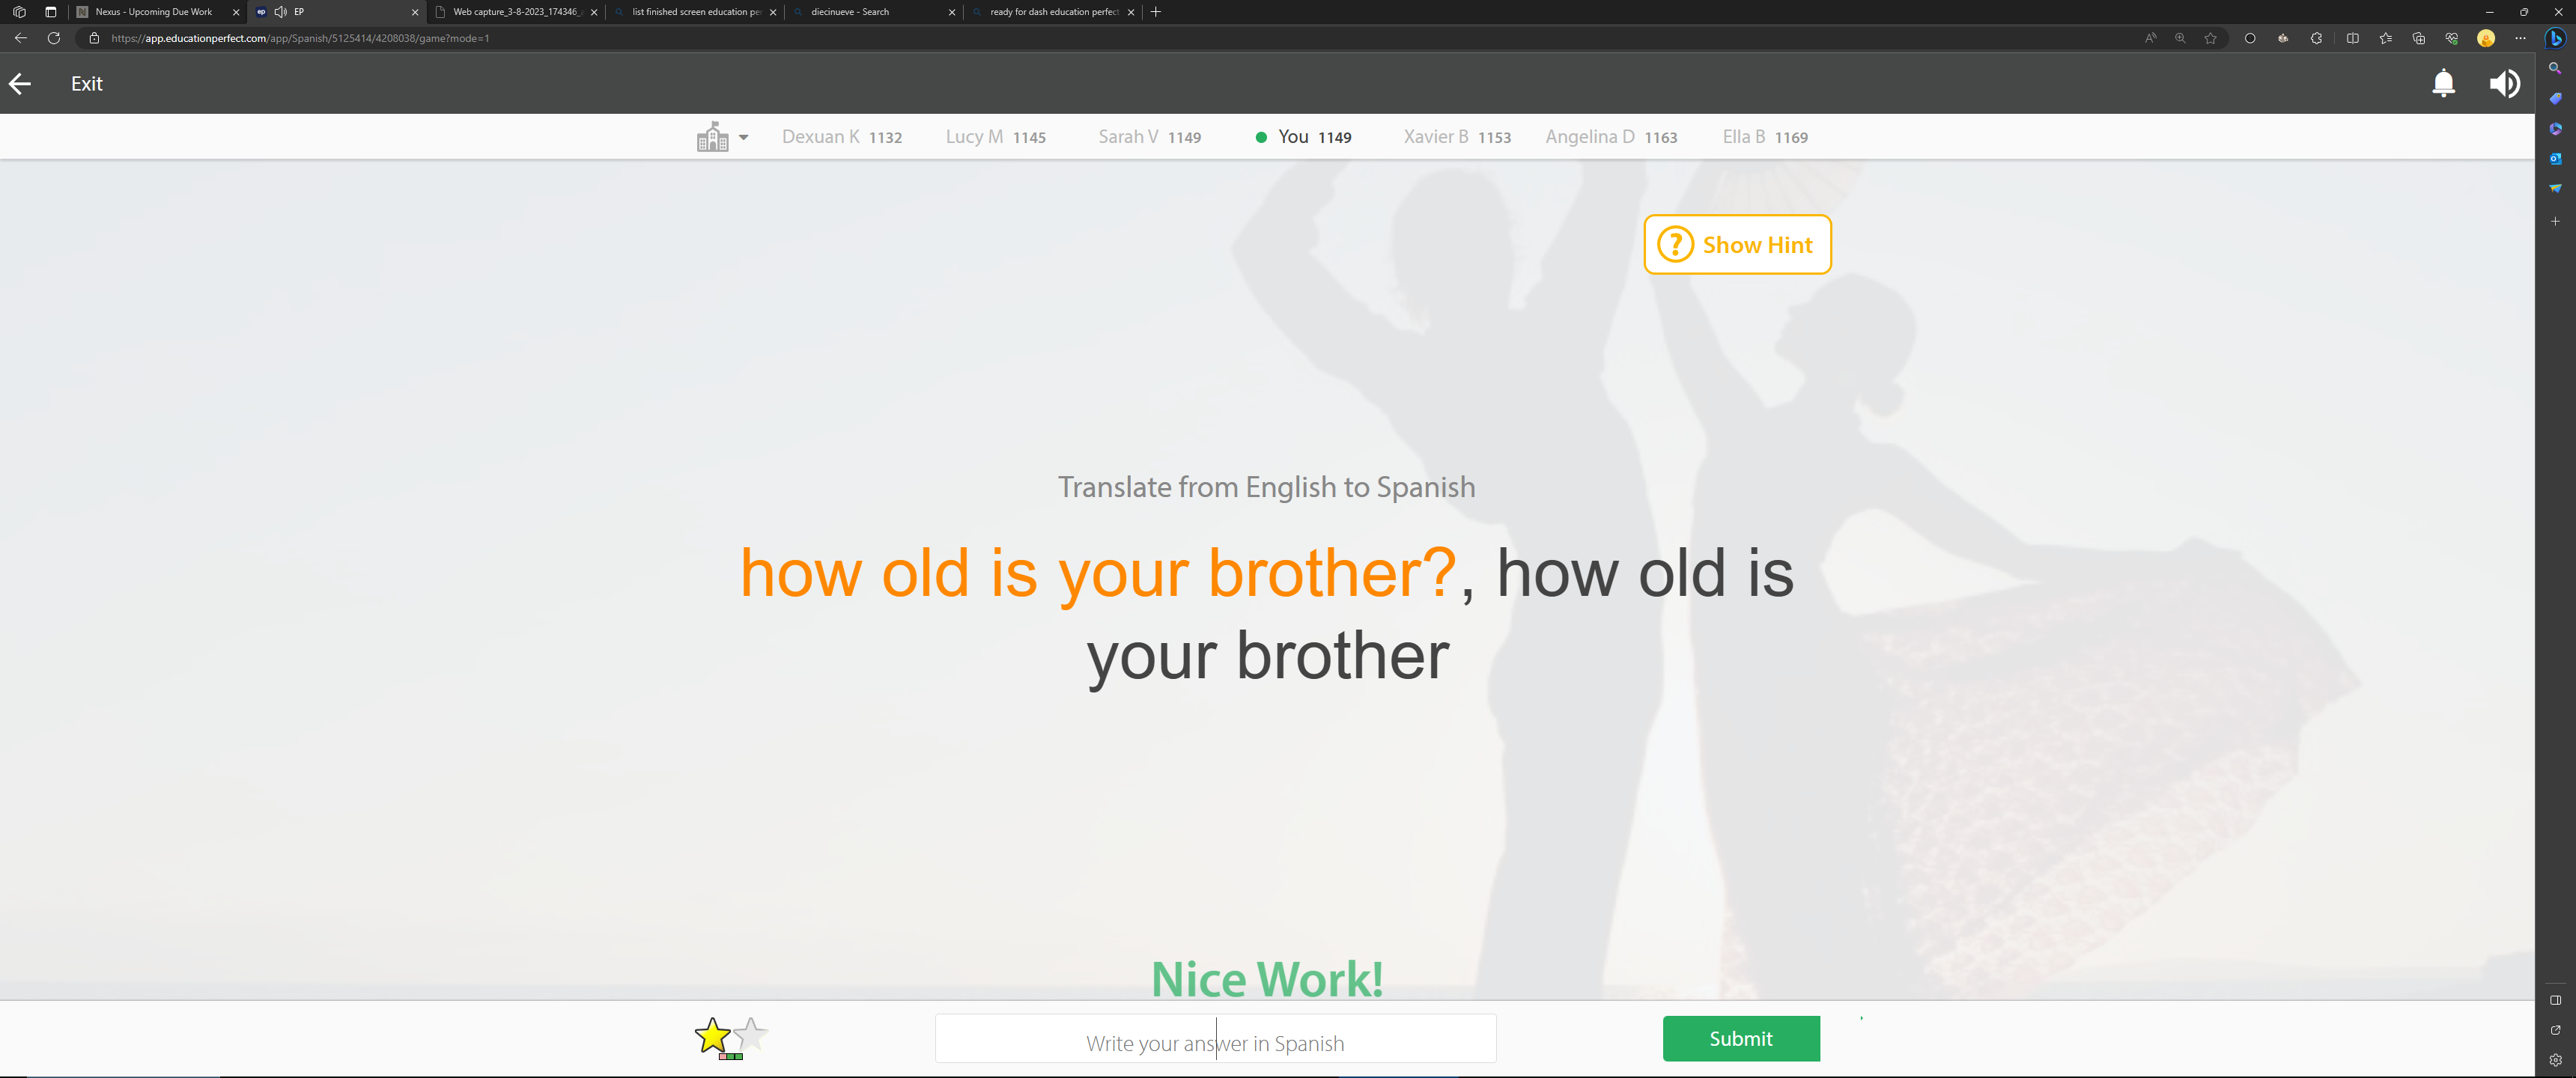 Nexus - Upcoming Due Work
EP
Web capture_3-8-2023_174346_
list finished screen education pe
diecinueve - Search
ready for dash education perfect
https://app.educationperfect.com/app/Spanish/5125414/4208038/game?mode=1
Exit
Dexuan K 1132 Lucy M 1145 Sarah V 1149 You 1149 Xavier B 1153 Angelina D 1163 Ella B 1169
? Show Hint
Translate from English to Spanish
how old is your brother?, how old is
your brother
Nice Work!
Write your answer in Spanish
Submit